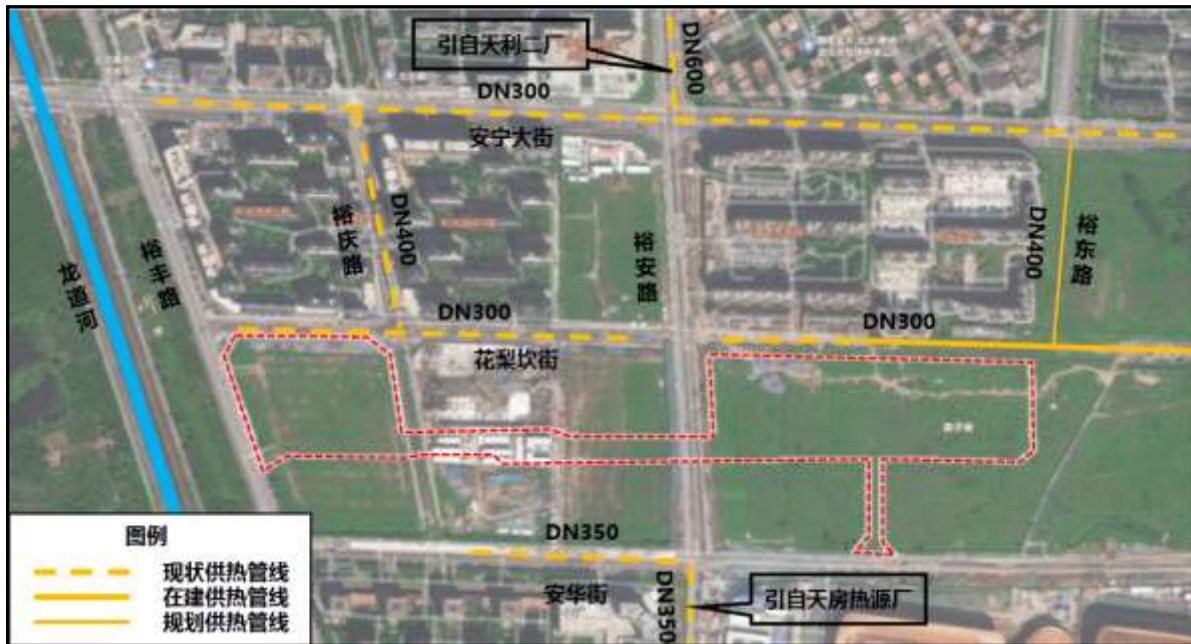 引自天利二厂
DN600
DN300
安宁大街
DN400
裕庆路
裕安路
DN400
裕东路
龙道河
裕丰路
DN300
DN300
花梨坎街
DN350
安华街
DN350
引自天房热源厂
图例
现状供热管线
在建供热管线
规划供热管线